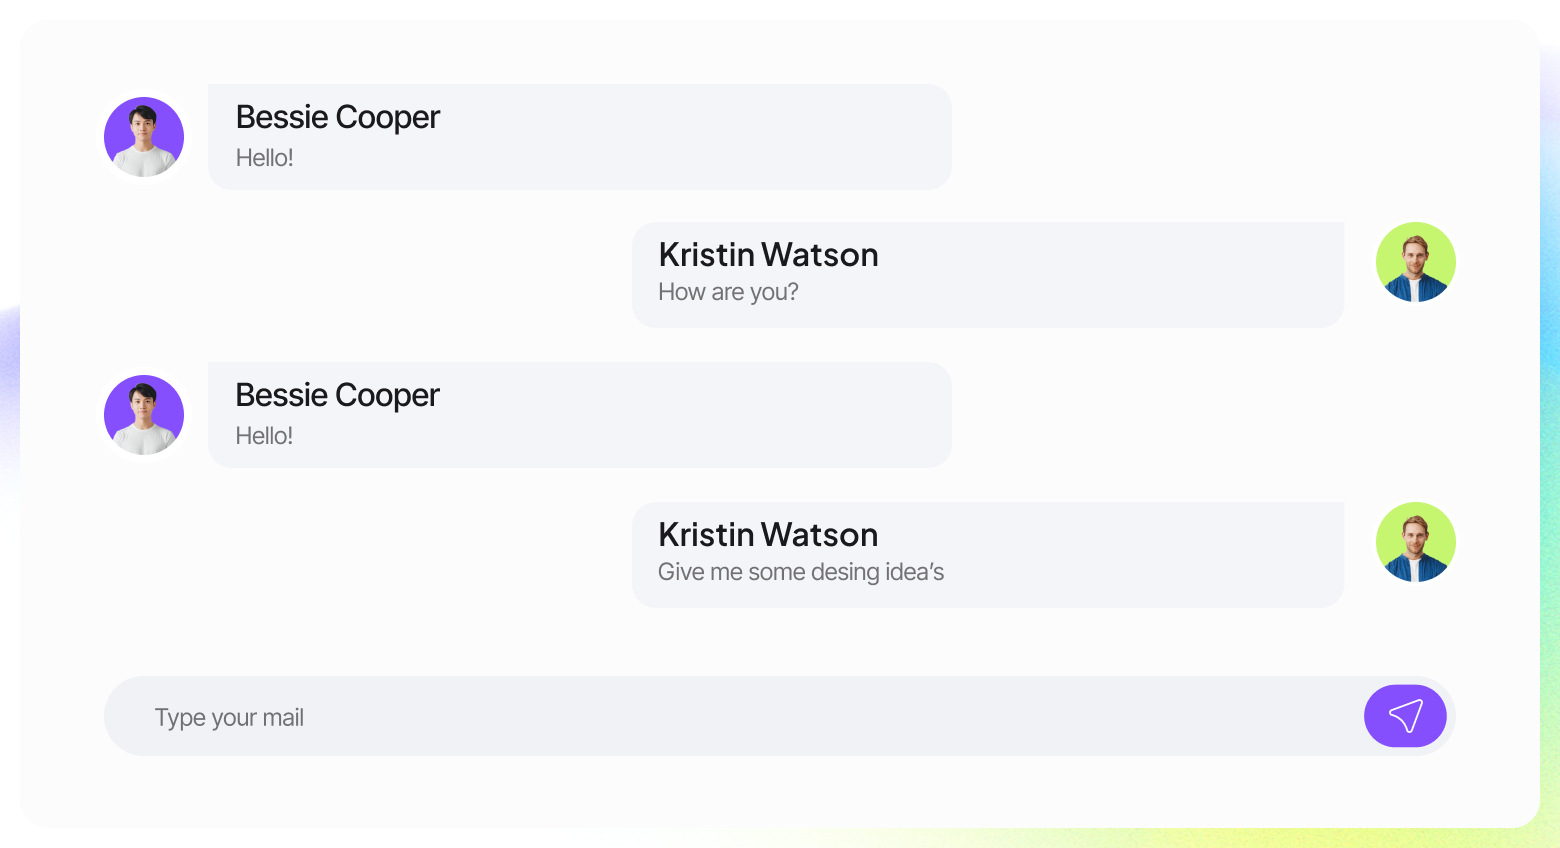 Bessie Cooper
Hello!
Kristin Watson
How are you?
Bessie Cooper
Hello!
Kristin Watson
Give me some desing idea’s
Type your mail